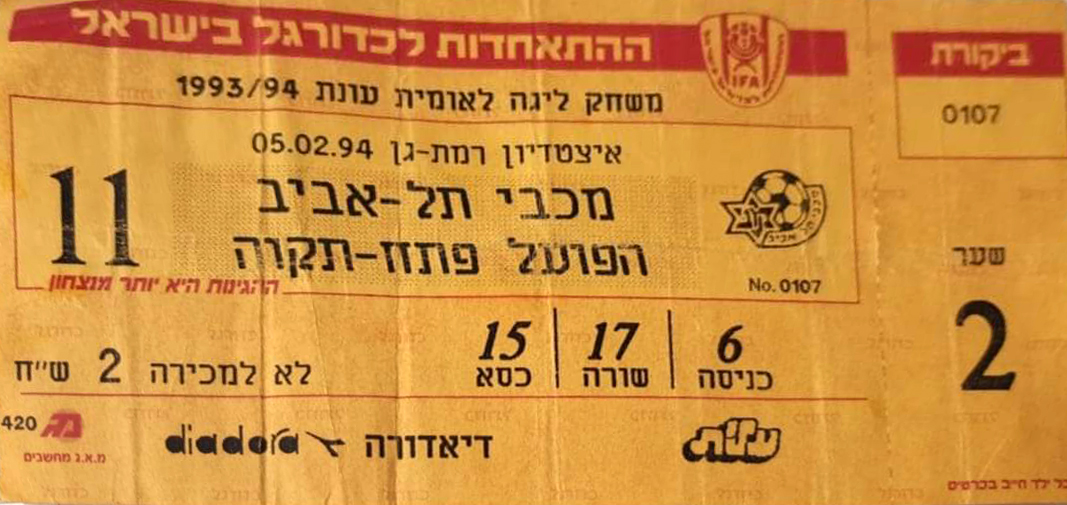 ההתאחדות לכדורגל בישראל
IFA
משחק ליגה לאומית עונת 1993/94
איצטדיון רמת-גן 05.02.94
11
מכבי תל-אביב
הפועל פתח-תקוה
ההגינות היא יותר מנצחון
No. 0107
6 17 15
כניסה שורה כסא
לא למכירה 2 ש"ח
עלית
דיאדורה diadora
420
מ.א.ג מחשבים
ביקורת
0107
שער
2
כל ילד חייב בכרטיס